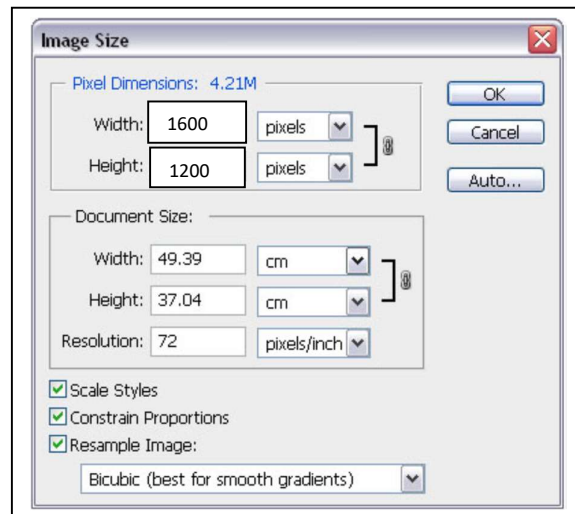 Image Size
Pixel Dimensions: 4.21M
Width: 1600 pixels
Height: 1200 pixels
OK
Cancel
Auto...
Document Size:
Width: 49.39 cm
Height: 37.04 cm
Resolution: 72 pixels/inch
Scale Styles
Constrain Proportions
Resample Image:
Bicubic (best for smooth gradients)